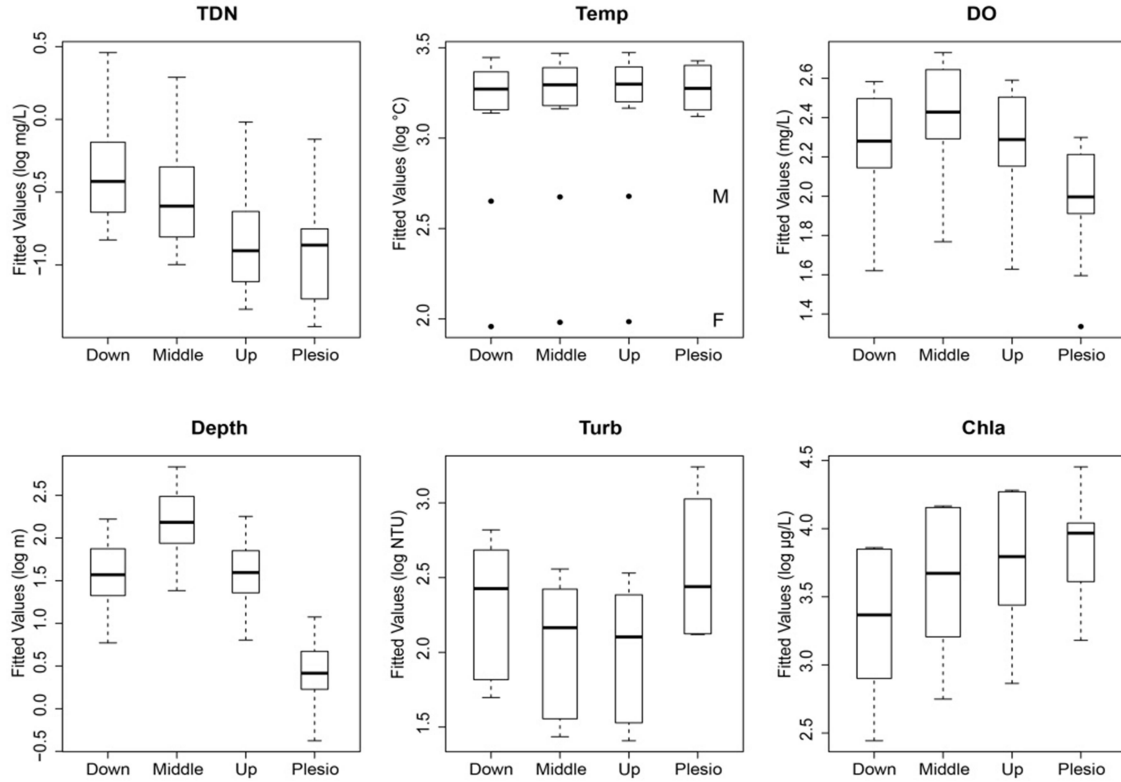 TDN
Fitted Values (log mg/L)
0.5
0.0
−0.5
−1.0
Down Middle Up Plesio
Temp
Fitted Values (log °C)
3.5
3.0
2.5
2.0
M
F
Down Middle Up Plesio
DO
Fitted Values (mg/L)
2.6
2.4
2.2
2.0
1.8
1.6
1.4
Down Middle Up Plesio
Depth
Fitted Values (log m)
2.5
2.0
1.5
1.0
0.5
0.0
−0.5
Down Middle Up Plesio
Turb
Fitted Values (log NTU)
3.0
2.5
2.0
1.5
Down Middle Up Plesio
Chla
Fitted Values (log µg/L)
4.5
4.0
3.5
3.0
2.5
Down Middle Up Plesio